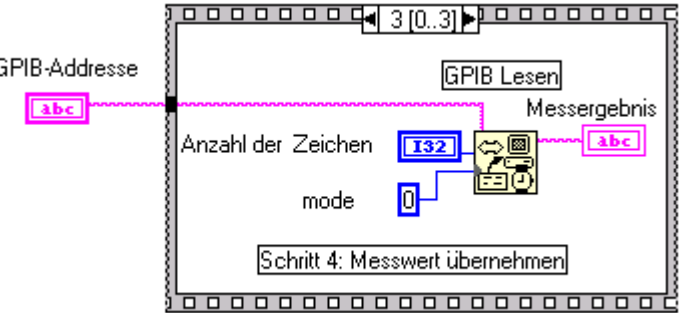 3 [0..3]
GPIB-Addresse
abc
GPIB Lesen
Messergebnis
abc
Anzahl der Zeichen
I32
mode
0
Schritt 4: Messwert übernehmen